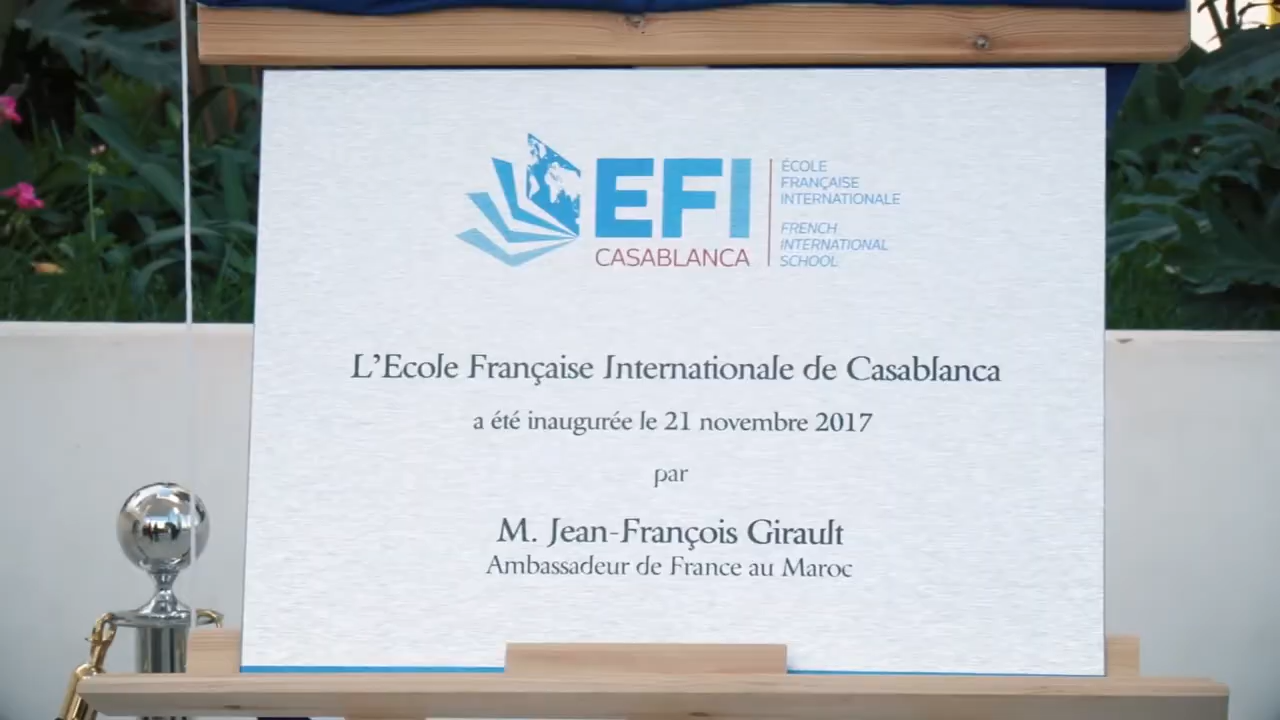 EFI
CASABLANCA
ÉCOLE
FRANÇAISE
INTERNATIONALE
FRENCH
INTERNATIONAL
SCHOOL
L'Ecole Française Internationale de Casablanca
a été inaugurée le 21 novembre 2017
par
M. Jean-François Girault
Ambassadeur de France au Maroc